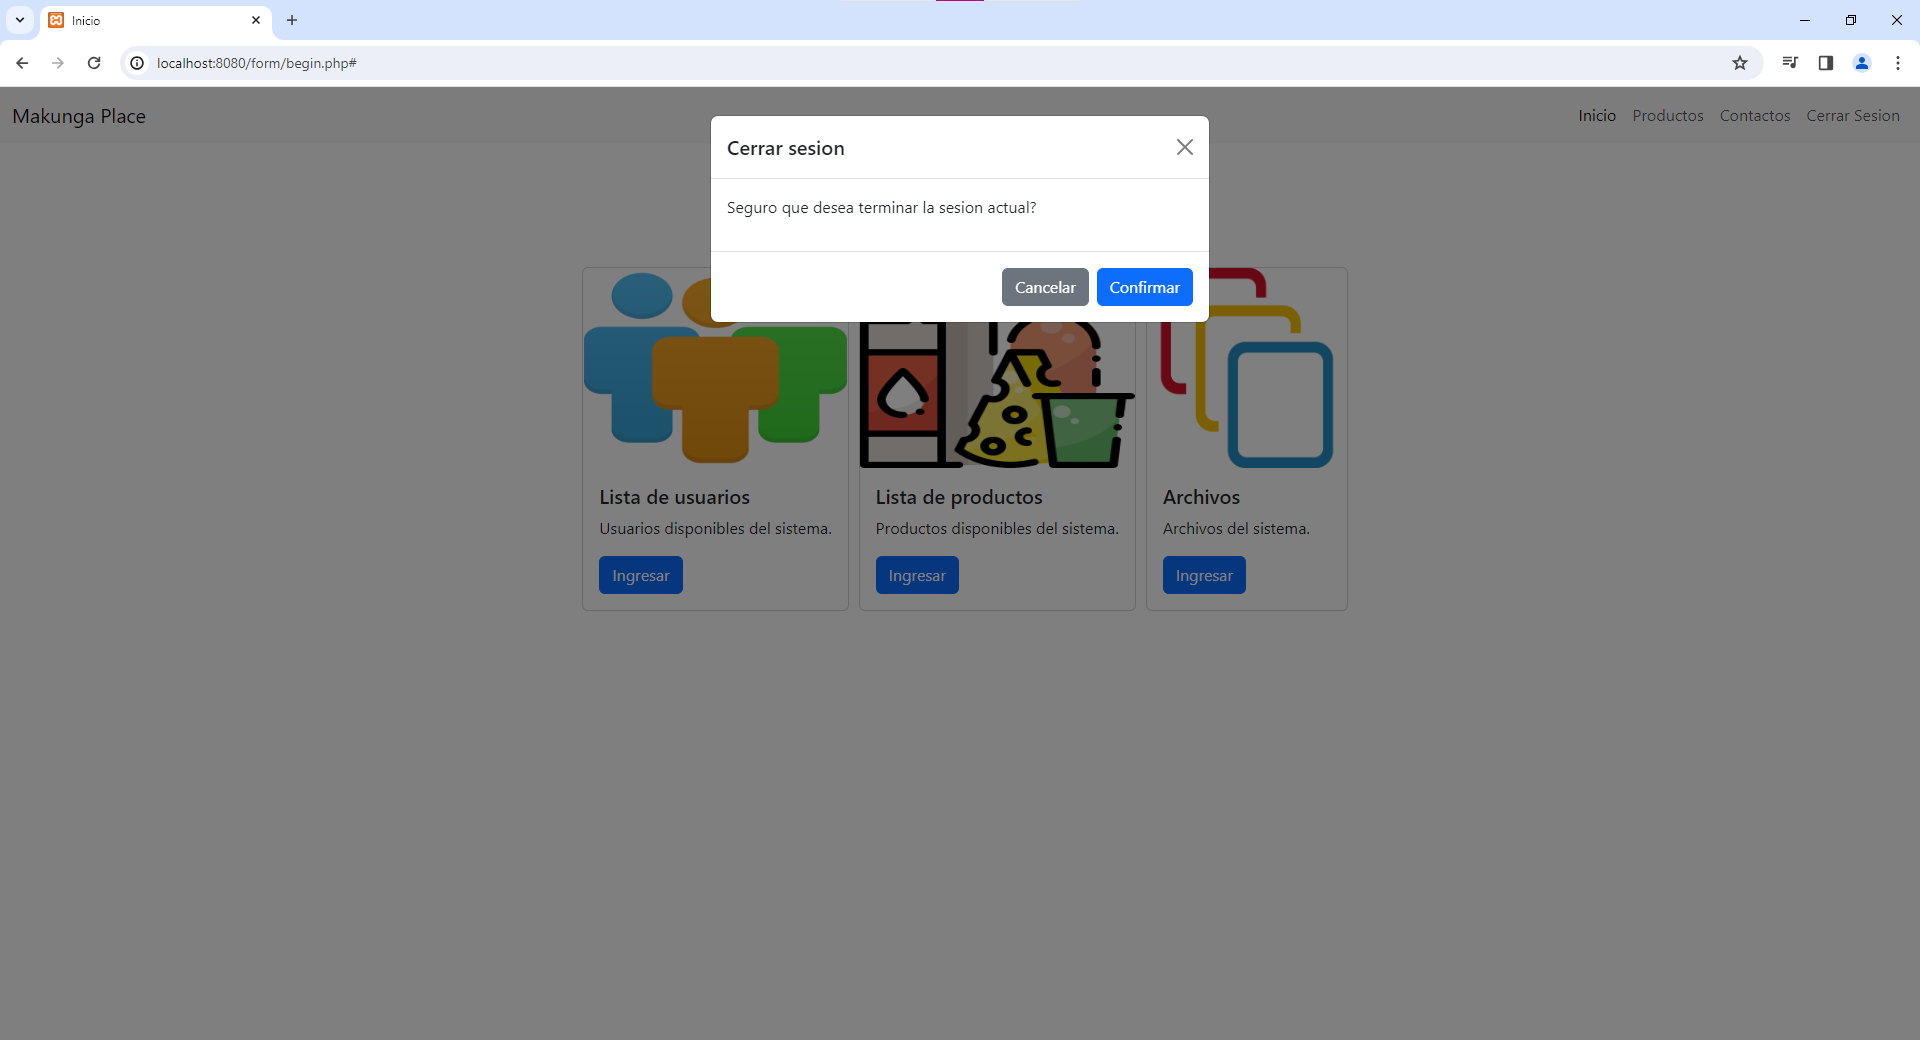 Inicio
localhost:8080/form/begin.php#
Makunga Place
Inicio Productos Contactos Cerrar Sesion
Cerrar sesion
Seguro que desea terminar la sesion actual?
Cancelar Confirmar
Lista de usuarios
Usuarios disponibles del sistema.
Ingresar
Lista de productos
Productos disponibles del sistema.
Ingresar
Archivos
Archivos del sistema.
Ingresar